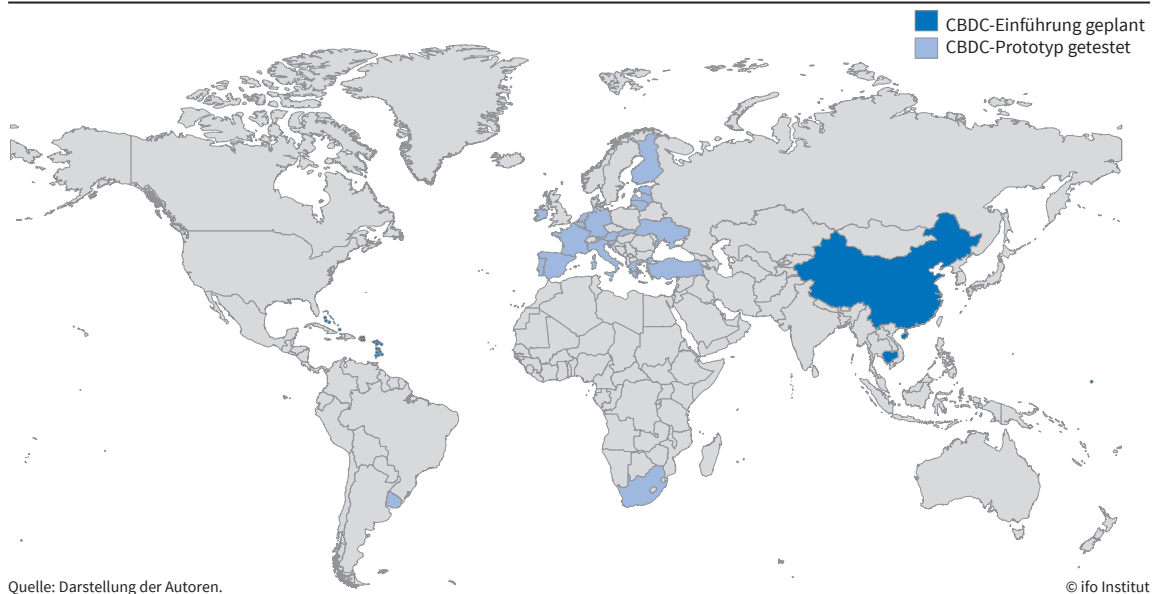 CBDC-Einführung geplant
CBDC-Prototyp getestet
Quelle: Darstellung der Autoren.
© ifo Institut